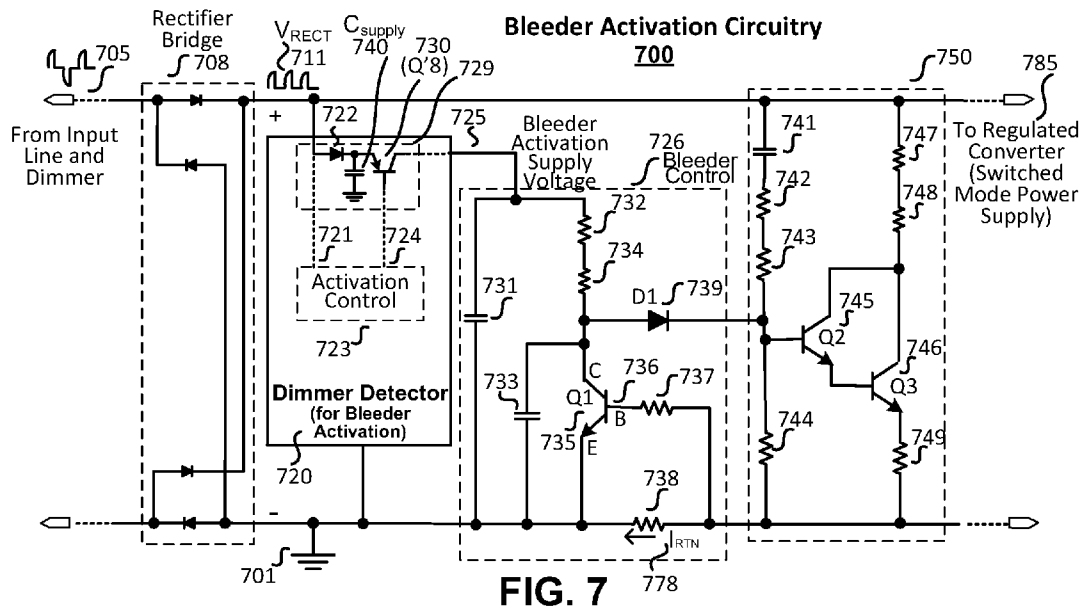 Bleeder Activation Circuitry
700
Rectifier
Bridge
708
705
V_RECT
711
C_supply
740
730
(Q'8)
729
722
725
+
From Input
Line and
Dimmer
Bleeder
Activation
Supply
Voltage
726
Bleeder
Control
750
785
To Regulated
Converter
(Switched
Mode Power
Supply)
741
742
743
744
747
748
721
724
Activation
Control
723
732
734
731
D1
739
745
Q2
746
Q3
733
C
Q1
736
737
B
735
E
749
Dimmer Detector
(for Bleeder
Activation)
720
738
-
I_RTN
778
701
FIG. 7